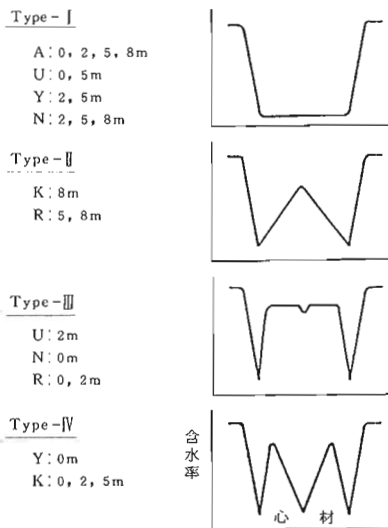 Type-Ⅰ
A: 0, 2, 5, 8m
U: 0, 5m
Y: 2, 5m
N: 2, 5, 8m
Type-Ⅱ
K: 8m
R: 5, 8m
Type-Ⅲ
U: 2m
N: 0m
R: 0, 2m
Type-Ⅳ
Y: 0m
K: 0, 2, 5m
含水率
心材